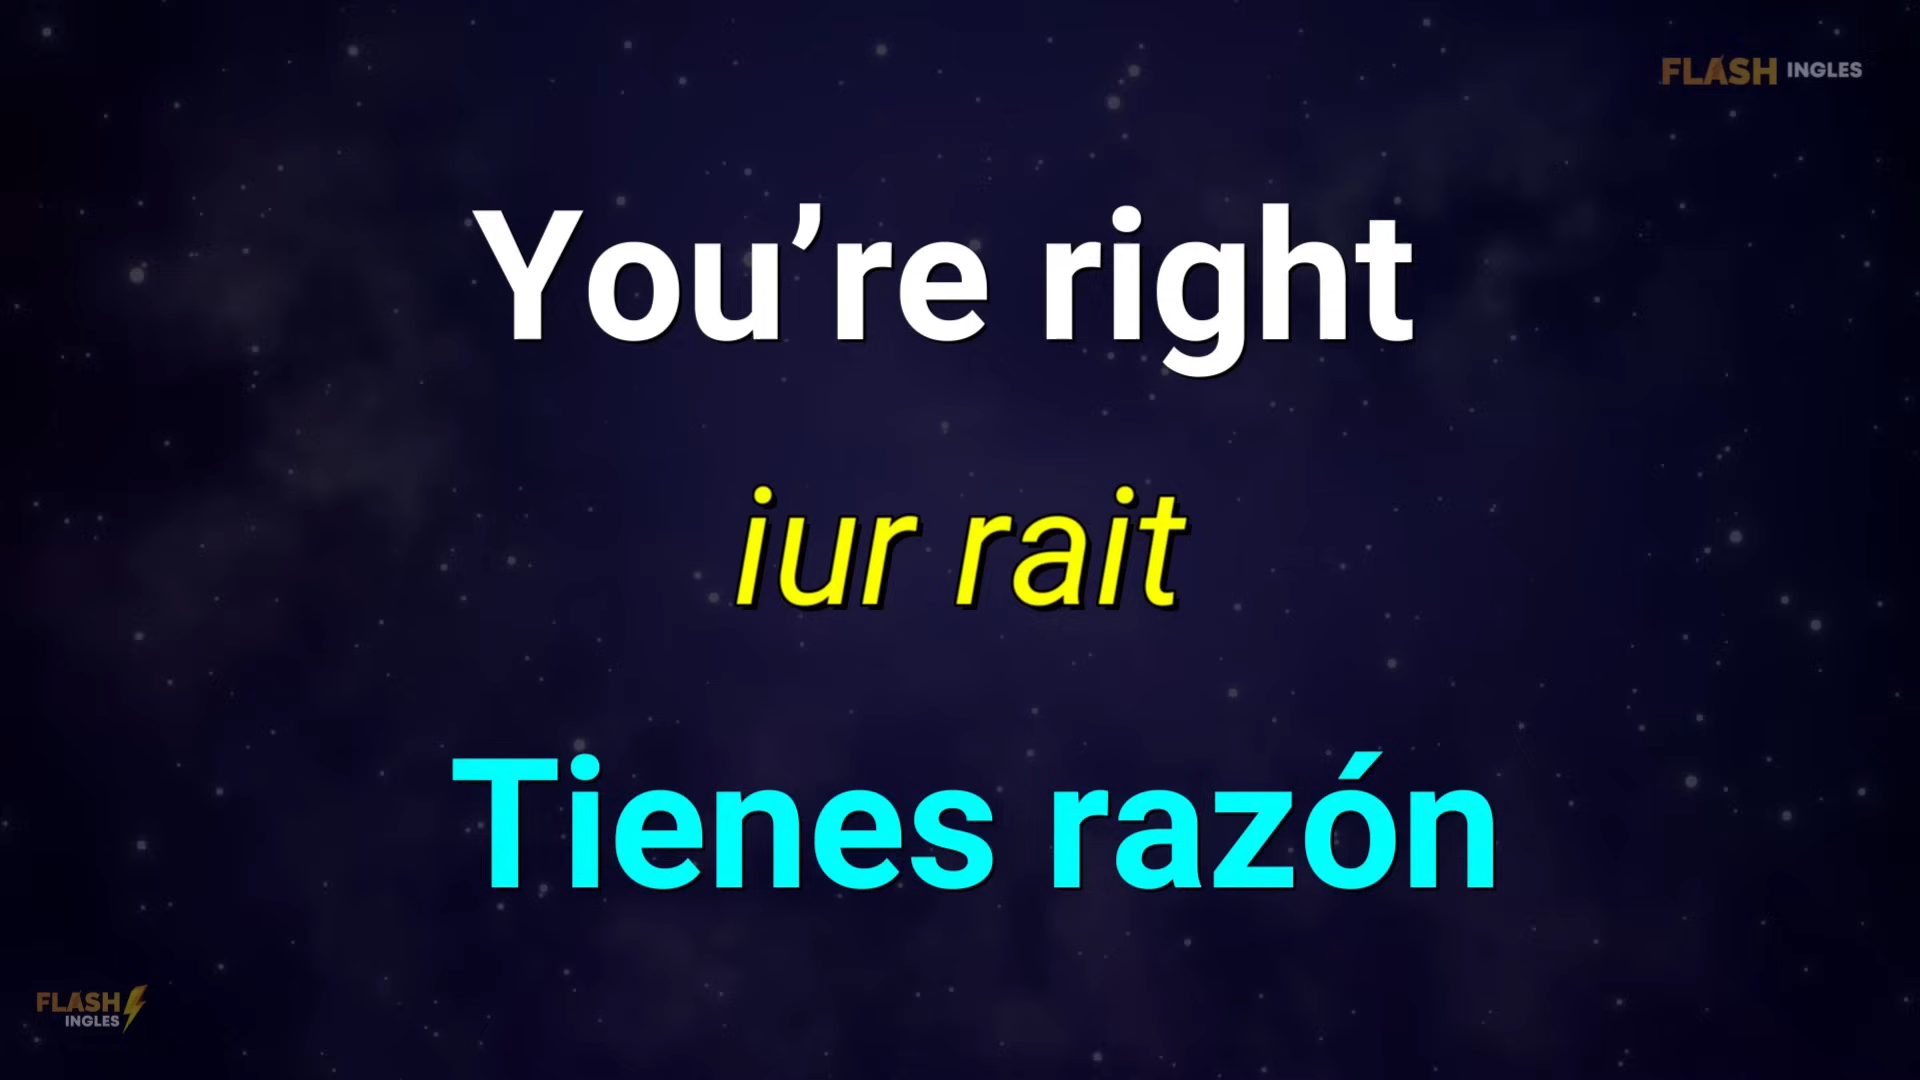 FLASH INGLES
You’re right
iur rait
Tienes razón
FLASH
INGLES